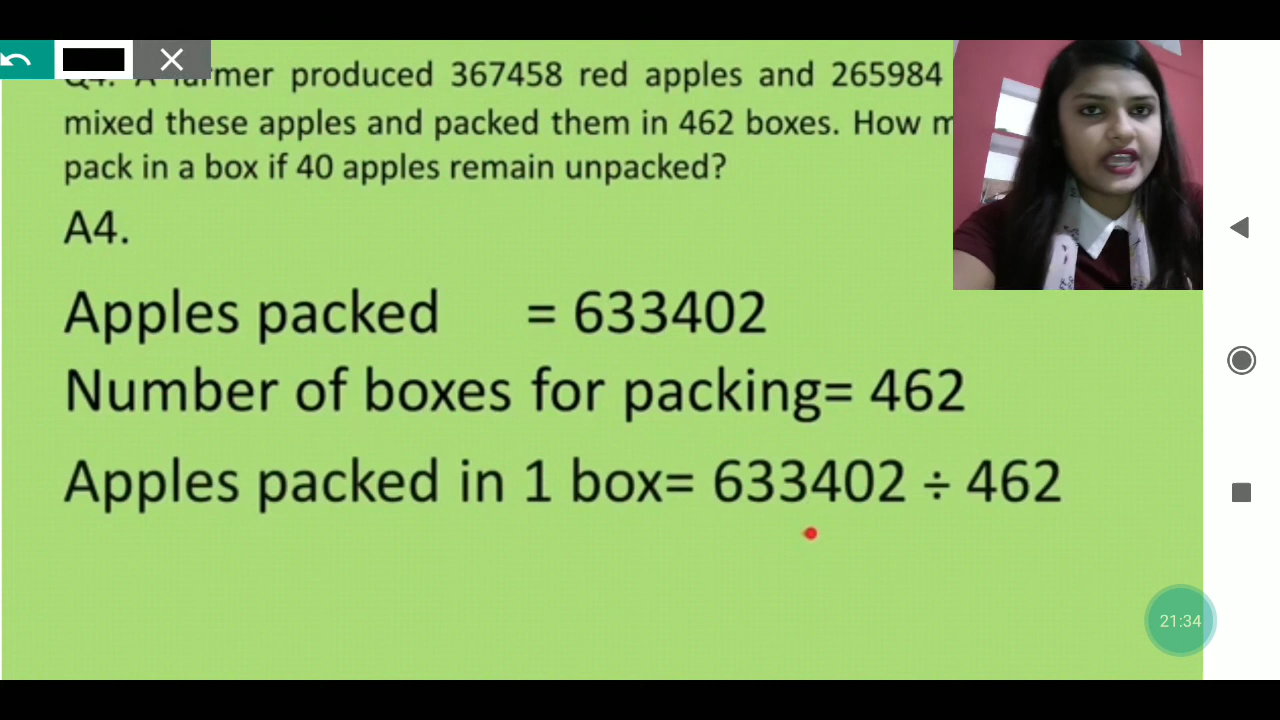 Q4. A farmer produced 367458 red apples and 265984
mixed these apples and packed them in 462 boxes. How
pack in a box if 40 apples remain unpacked?
A4.
Apples packed = 633402
Number of boxes for packing= 462
Apples packed in 1 box= 633402 ÷ 462
21:34